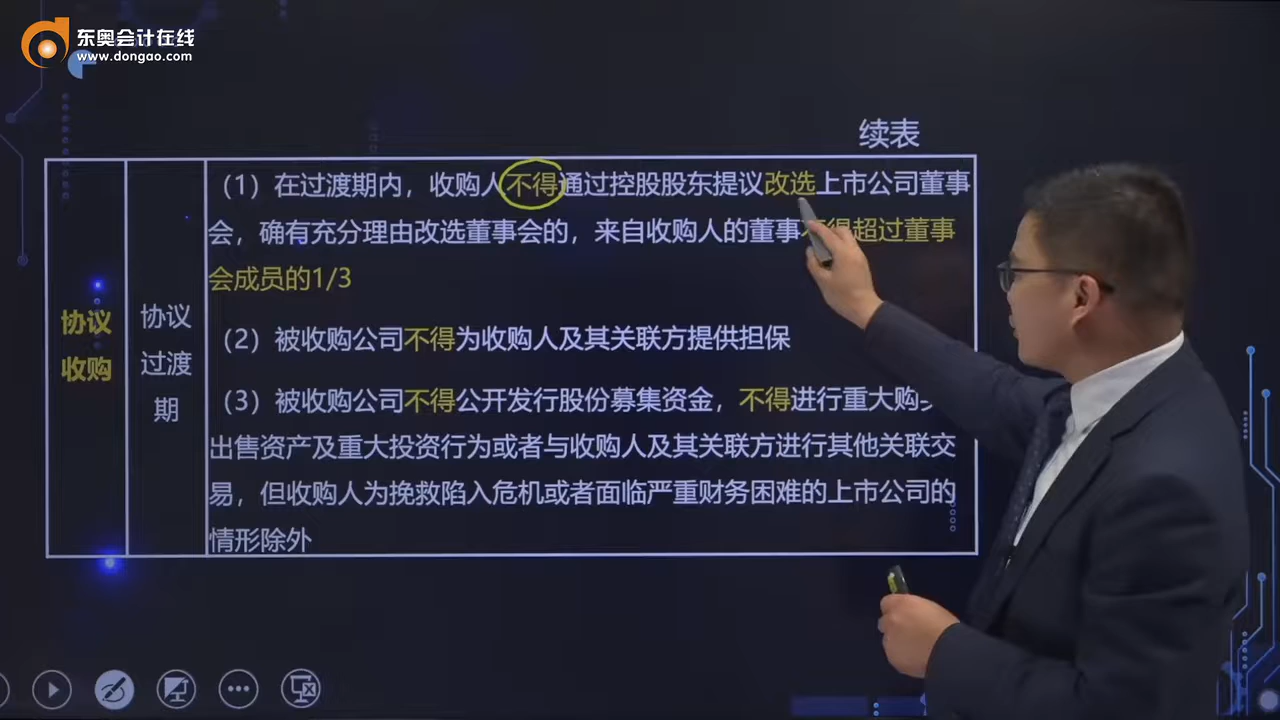 东奥会计在线
www.dongao.com
续表
（1）在过渡期内，收购人不得通过控股股东提议改选上市公司董事
会，确有充分理由改选董事会的，来自收购人的董事不得超过董事
会成员的1/3
协议
收购
协议
过渡
期
（2）被收购公司不得为收购人及其关联方提供担保
（3）被收购公司不得公开发行股份募集资金，不得进行重大购
出售资产及重大投资行为或者与收购人及其关联方进行其他关联交
易，但收购人为挽救陷入危机或者面临严重财务困难的上市公司的
情形除外